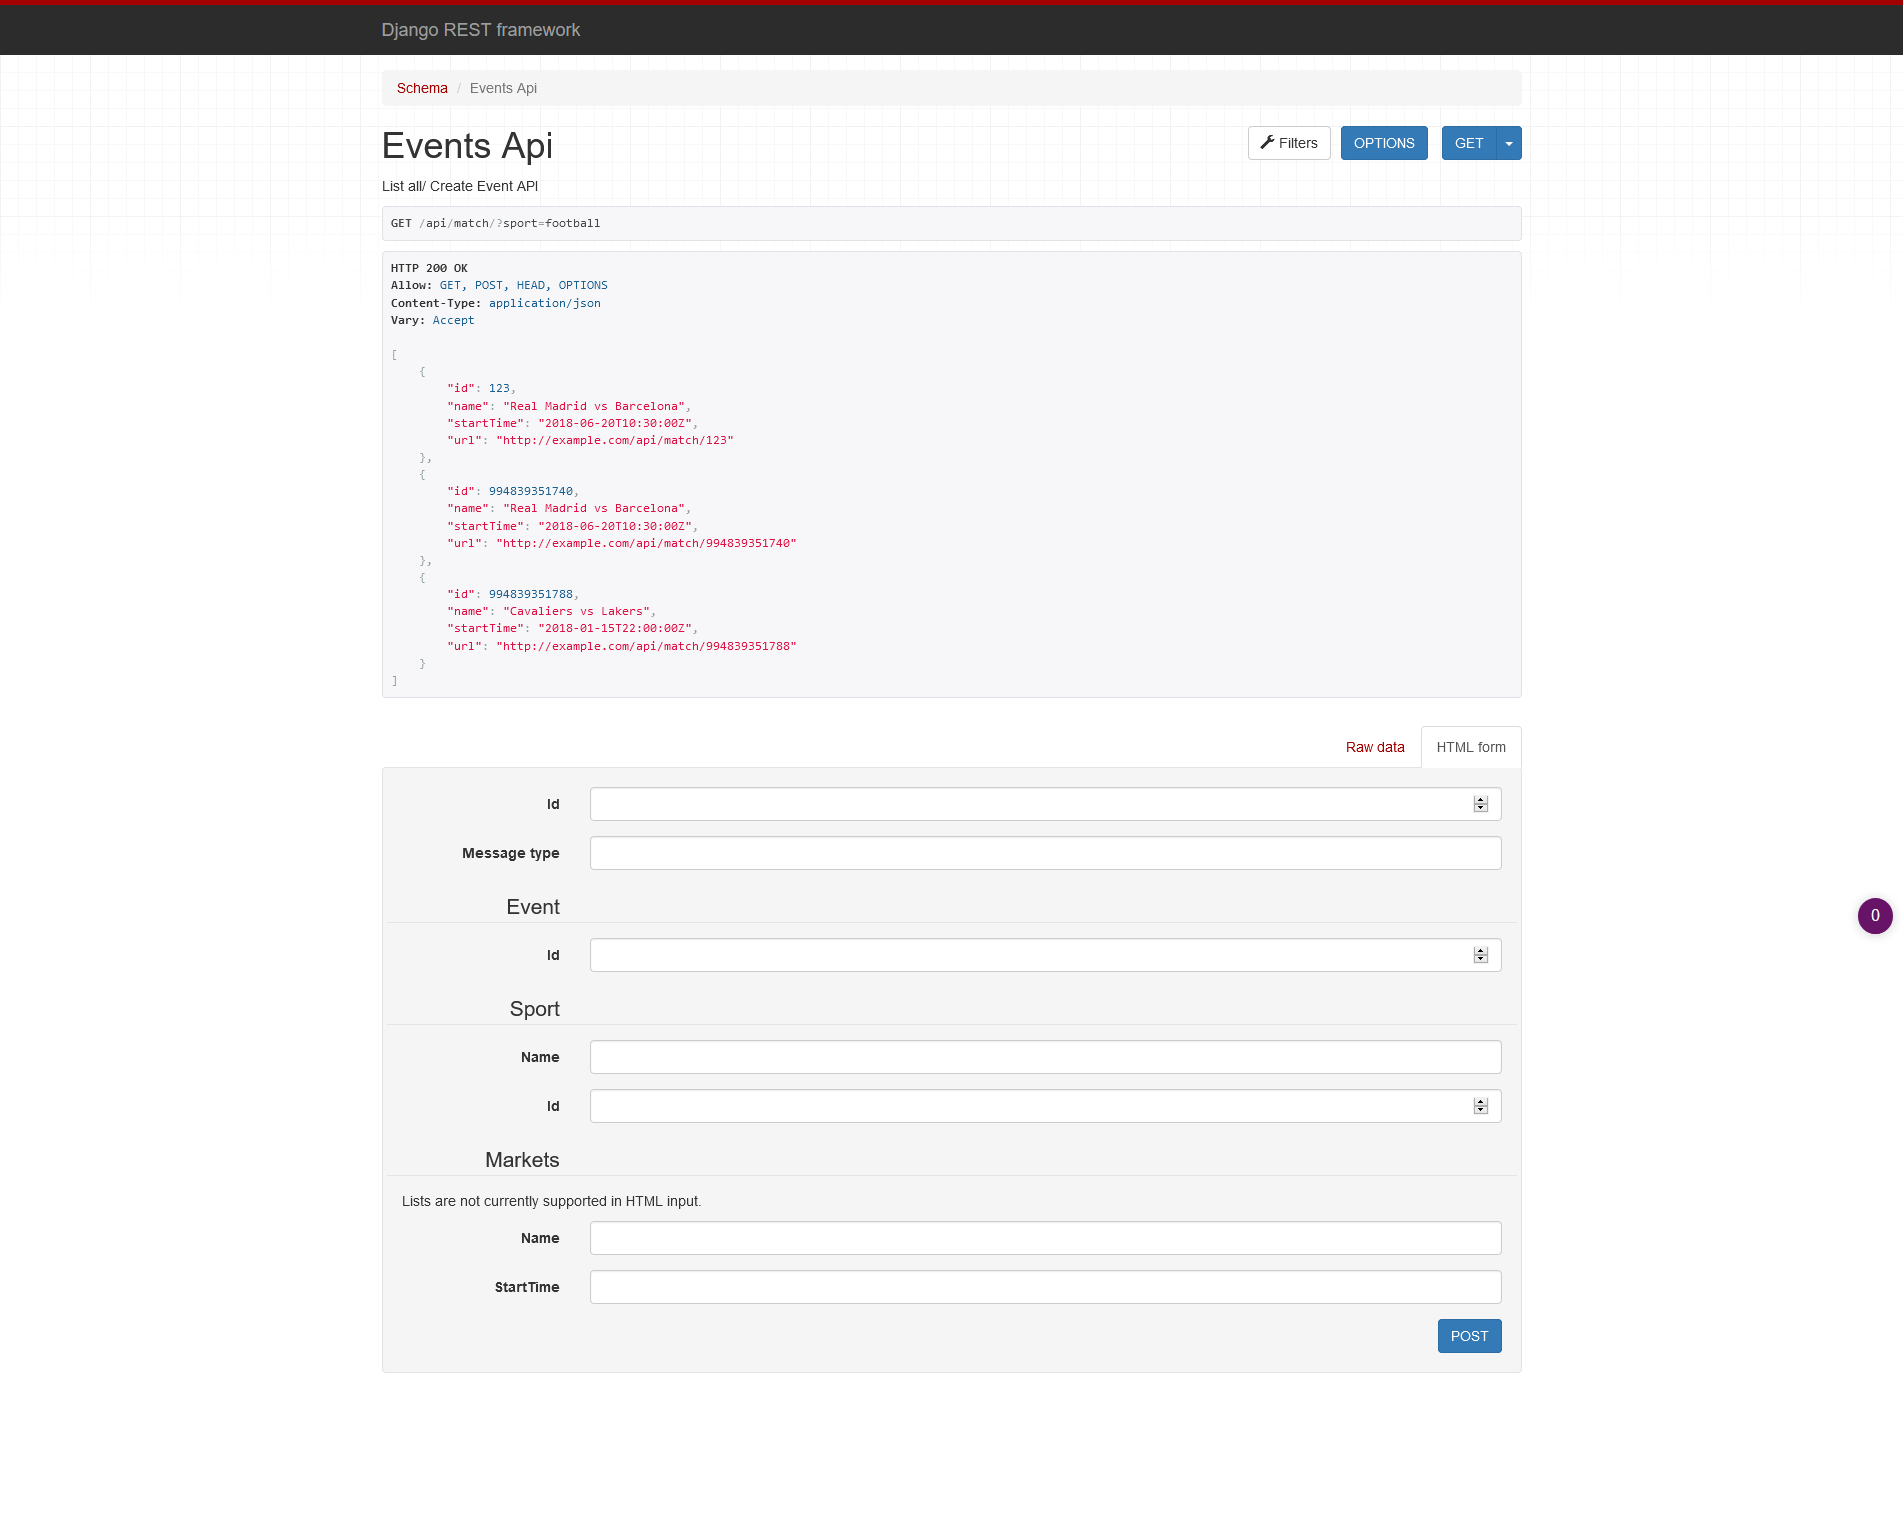 Django REST framework
Schema / Events Api
Events Api
Filters
OPTIONS
GET
List all/ Create Event API
GET /api/match/?sport=football
HTTP 200 OK
Allow: GET, POST, HEAD, OPTIONS
Content-Type: application/json
Vary: Accept
[
{
"id": 123,
"name": "Real Madrid vs Barcelona",
"startTime": "2018-06-20T10:30:00Z",
"url": "http://example.com/api/match/123"
},
{
"id": 994839351740,
"name": "Real Madrid vs Barcelona",
"startTime": "2018-06-20T10:30:00Z",
"url": "http://example.com/api/match/994839351740"
},
{
"id": 994839351788,
"name": "Cavaliers vs Lakers",
"startTime": "2018-01-15T22:00:00Z",
"url": "http://example.com/api/match/994839351788"
}
]
Raw data
HTML form
Id
Message type
Event
Id
Sport
Name
Id
Markets
Lists are not currently supported in HTML input.
Name
StartTime
POST
0